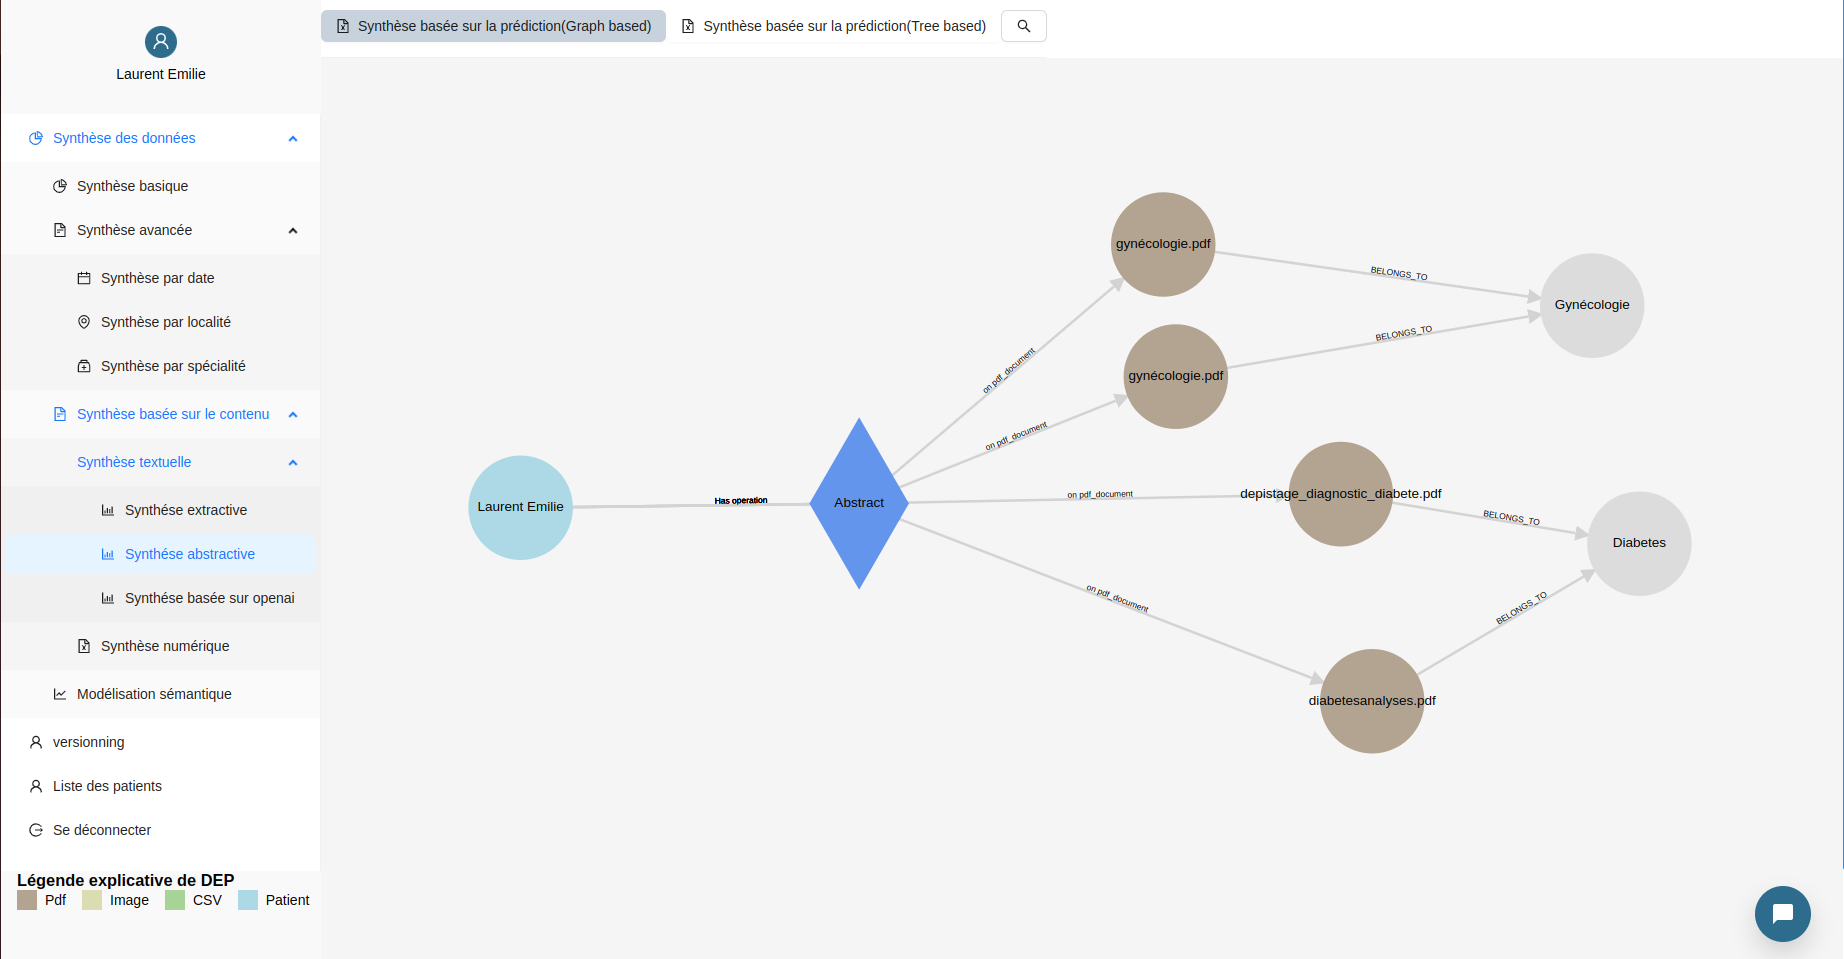 Laurent Emilie
Synthèse des données
Synthèse basique
Synthèse avancée
Synthèse par date
Synthèse par localité
Synthèse par spécialité
Synthèse basée sur le contenu
Synthèse textuelle
Synthése extractive
Synthése abstractive
Synthése basée sur openai
Synthèse numérique
Modélisation sémantique
versionning
Liste des patients
Se déconnecter
Légende explicative de DEP
Pdf Image CSV Patient
Synthèse basée sur la prédiction(Graph based) Synthèse basée sur la prédiction(Tree based)
gynécologie.pdf
BELONGS_TO
Gynécologie
BELONGS_TO
on pdf_document
gynécologie.pdf
on pdf_document
Laurent Emilie
Has operation
Abstract
on pdf_document
depistage_diagnostic_diabete.pdf
BELONGS_TO
Diabetes
on pdf_document
BELONGS_TO
diabetesanalyses.pdf